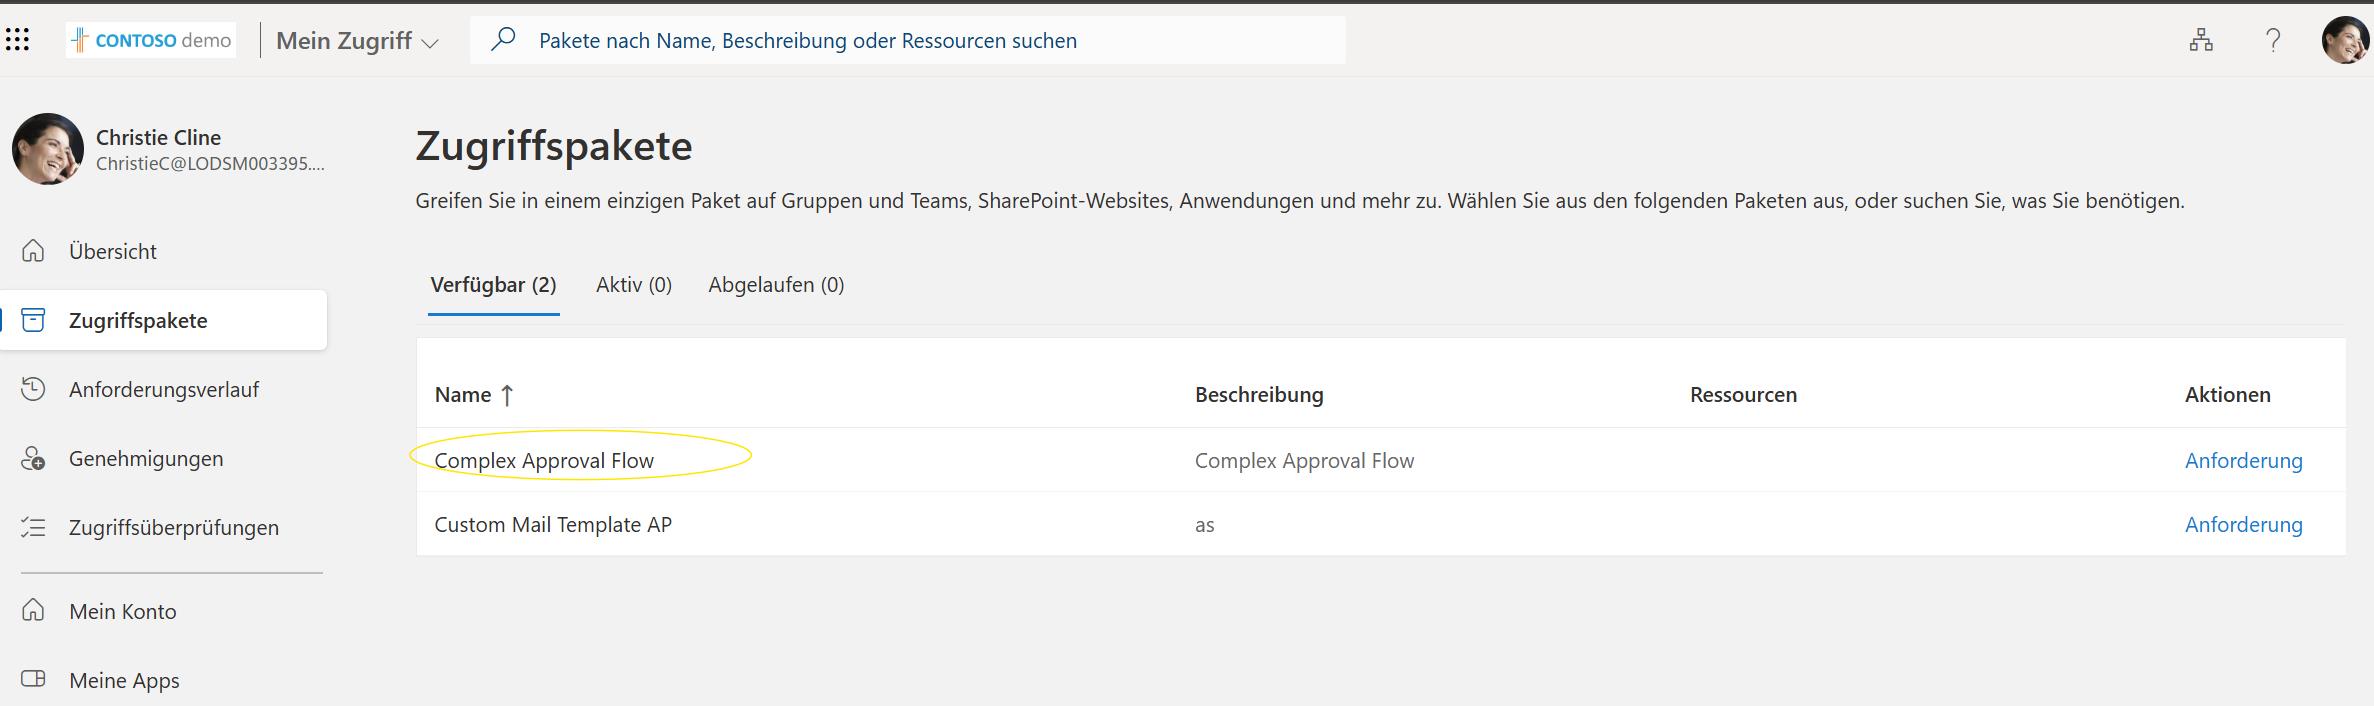 CONTOSO demo
Mein Zugriff
Pakete nach Name, Beschreibung oder Ressourcen suchen
Christie Cline
ChristieC@LODSM003395....
Übersicht
Zugriffspakete
Anforderungsverlauf
Genehmigungen
Zugriffsüberprüfungen
Mein Konto
Meine Apps
Zugriffspakete
Greifen Sie in einem einzigen Paket auf Gruppen und Teams, SharePoint-Websites, Anwendungen und mehr zu. Wählen Sie aus den folgenden Paketen aus, oder suchen Sie, was Sie benötigen.
Verfügbar (2) Aktiv (0) Abgelaufen (0)
Name ↑ Beschreibung Ressourcen Aktionen
Complex Approval Flow Complex Approval Flow Anforderung
Custom Mail Template AP as Anforderung